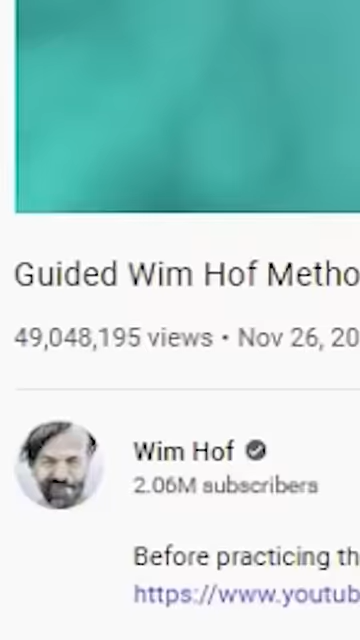 Guided Wim Hof Metho
49,048,195 views • Nov 26, 20
Wim Hof
2.06M subscribers
Before practicing th
https://www.youtub